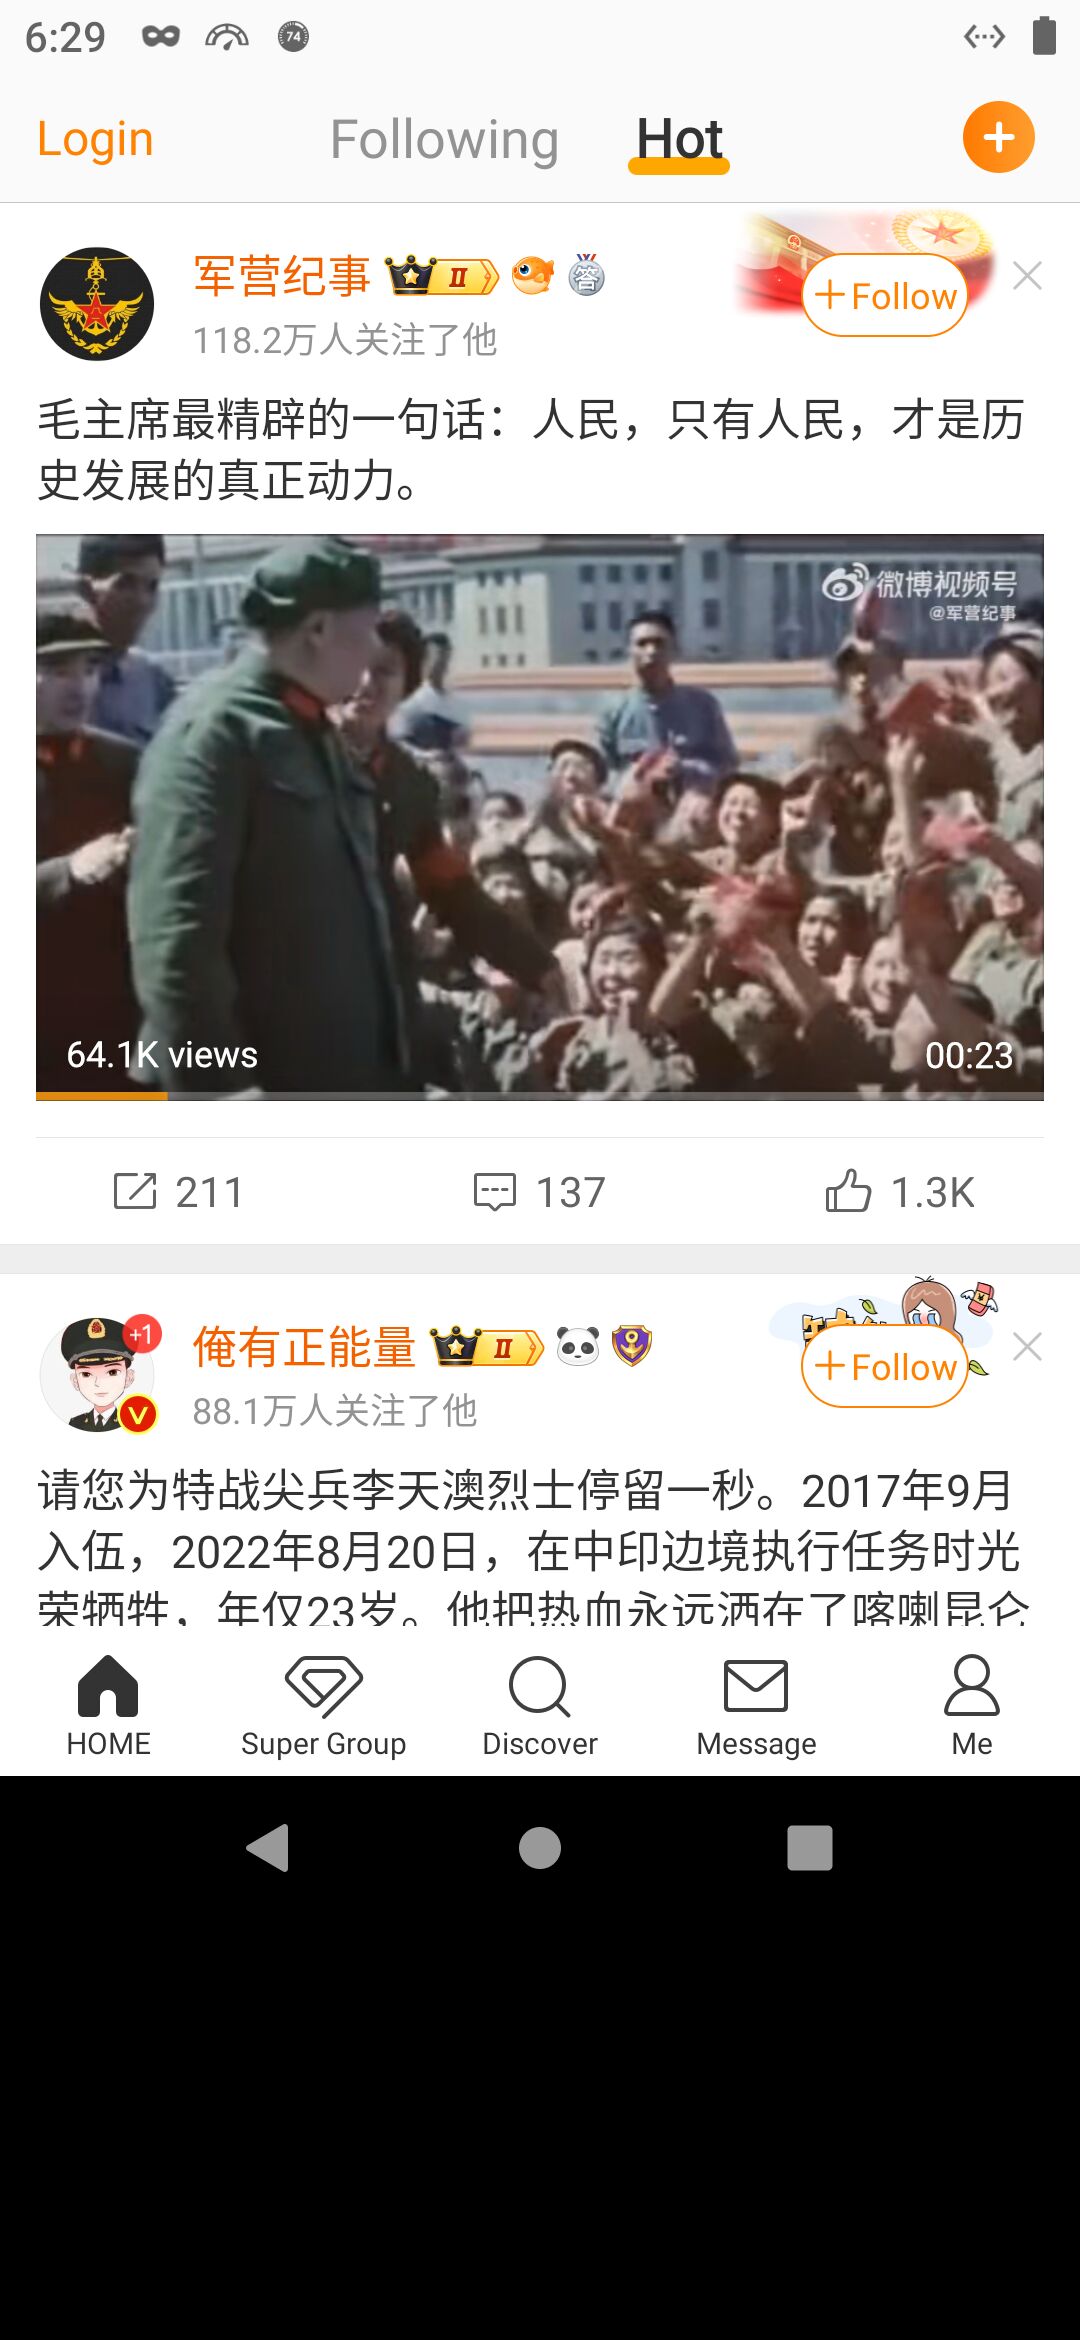 6:29
74
Login Following Hot
军营纪事 II 答
118.2万人关注了他
Follow
毛主席最精辟的一句话：人民，只有人民，才是历
史发展的真正动力。
微博视频号
@军营纪事
64.1K views 00:23
211 137 1.3K
+1
V
俺有正能量 II
88.1万人关注了他
Follow
请您为特战尖兵李天澳烈士停留一秒。2017年9月
入伍，2022年8月20日，在中印边境执行任务时光
荣牺牲，年仅23岁。他把热血永远洒在了喀喇昆仑
HOME Super Group Discover Message Me